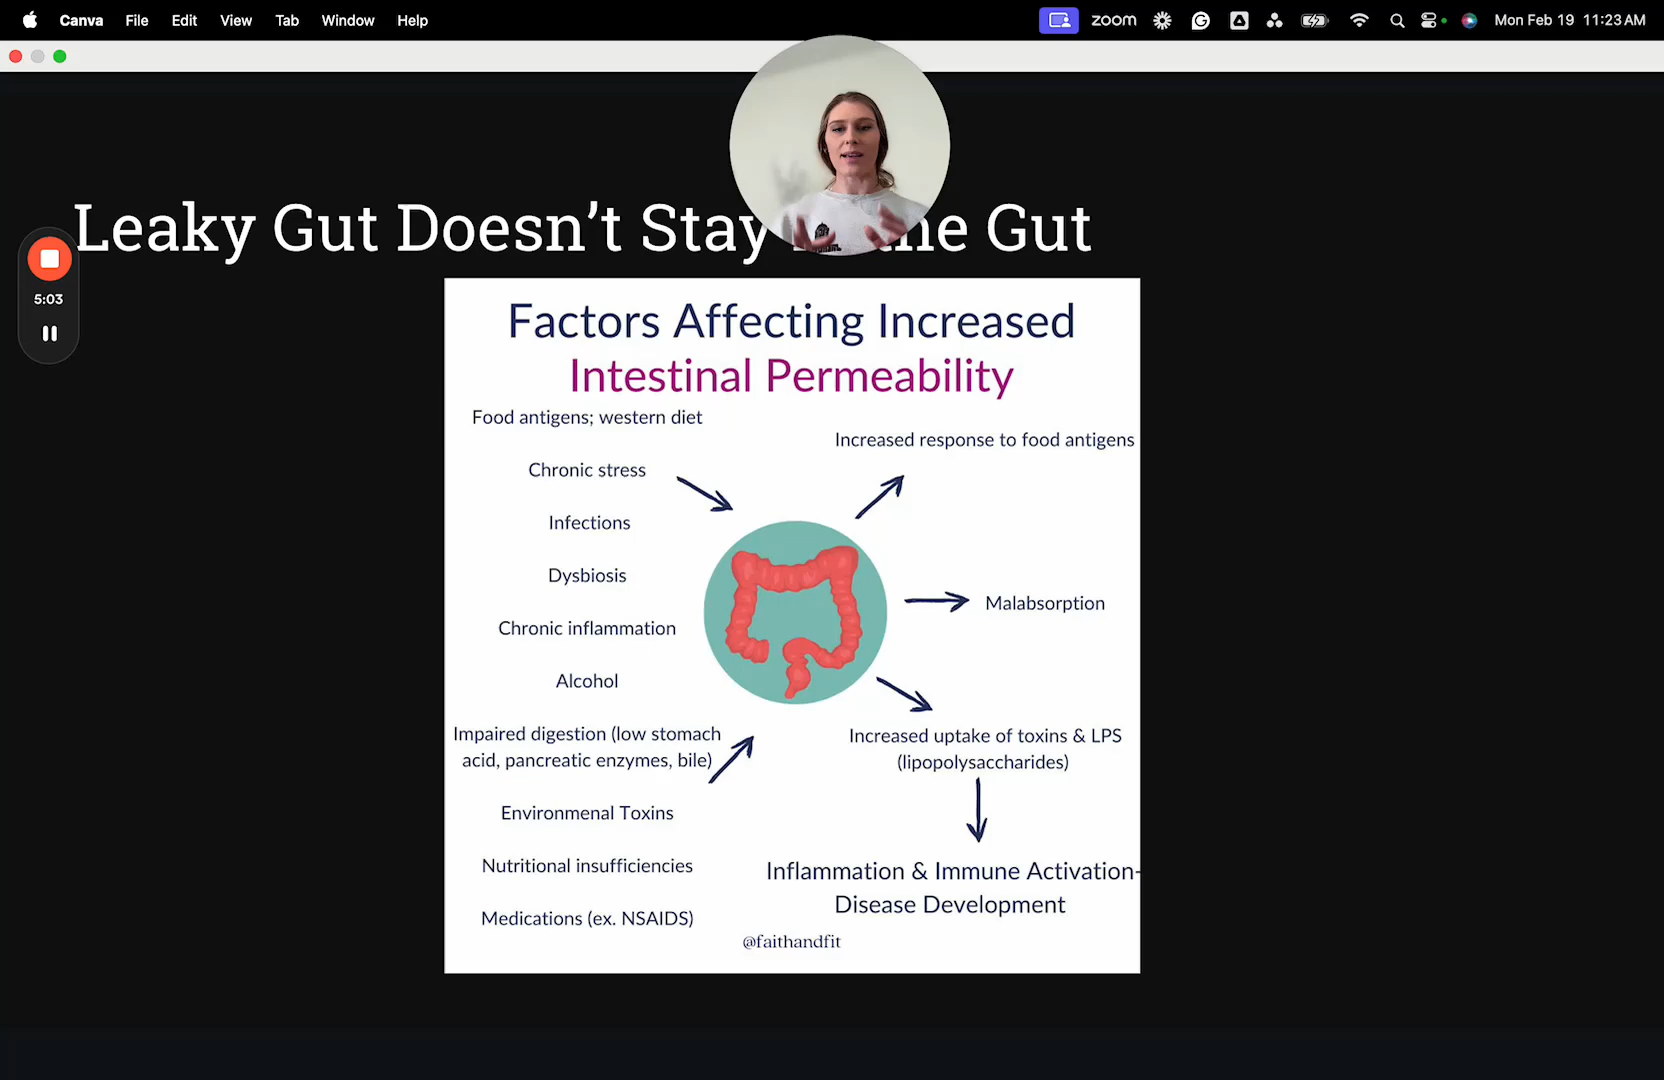 Canva File Edit View Tab Window Help zoom Mon Feb 19 11:23 AM
Leaky Gut Doesn’t Stay the Gut
5:03
Factors Affecting Increased
Intestinal Permeability
Food antigens; western diet
Increased response to food antigens
Chronic stress
Infections
Dysbiosis
Malabsorption
Chronic inflammation
Alcohol
Impaired digestion (low stomach
acid, pancreatic enzymes, bile)
Increased uptake of toxins & LPS
(lipopolysaccharides)
Environmenal Toxins
Nutritional insufficiencies
Inflammation & Immune Activation-
Disease Development
Medications (ex. NSAIDS)
@faithandfit